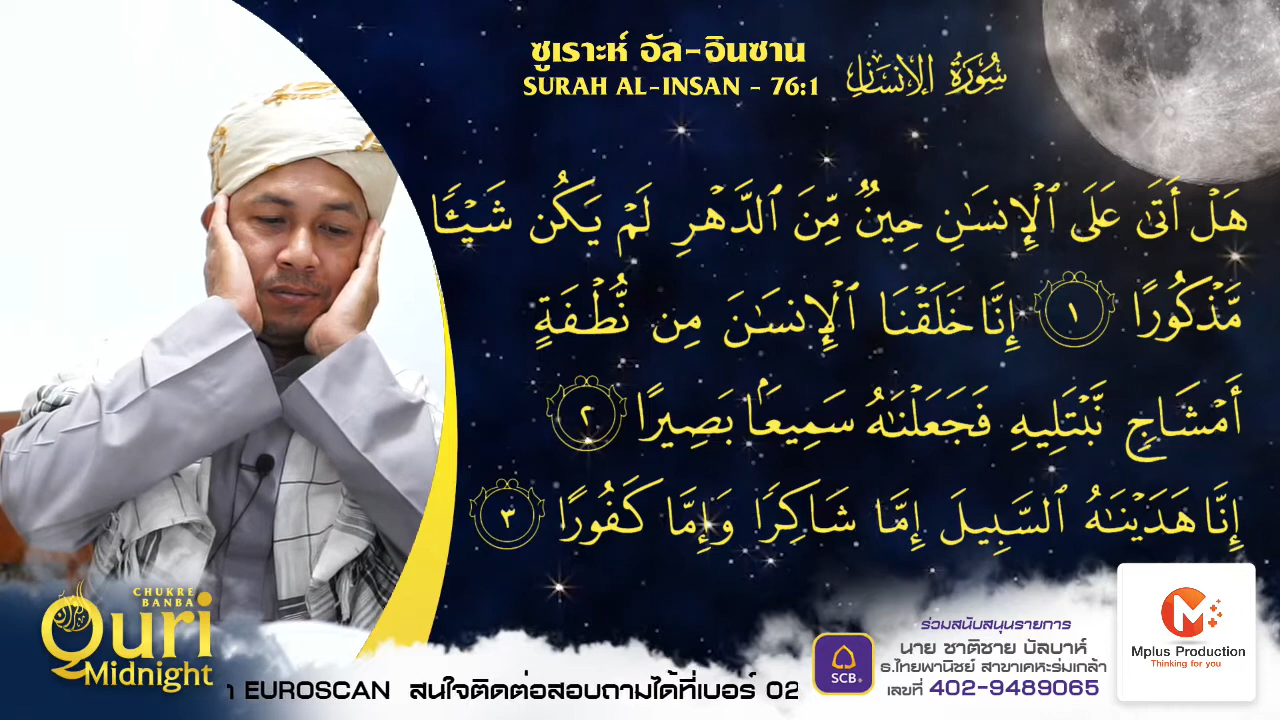 ซูเราะห์ อัล-อินซาน
SURAH AL-INSAN - 76:1
سُورَةُ الإِنسَانِ
هَلۡ أَتَىٰ عَلَى ٱلۡإِنسَٰنِ حِينٞ مِّنَ ٱلدَّهۡرِ لَمۡ يَكُن شَيۡـٔٗا
مَّذۡكُورًا ١ إِنَّا خَلَقۡنَا ٱلۡإِنسَٰنَ مِن نُّطۡفَةٍ
أَمۡشَاجٖ نَّبۡتَلِيهِ فَجَعَلۡنَٰهُ سَمِيعَۢا بَصِيرًا ٢
إِنَّا هَدَيۡنَٰهُ ٱلسَّبِيلَ إِمَّا شَاكِرٗا وَإِمَّا كَفُورًا ٣
CHUKRE
BANBA
Quri
Midnight
EUROSCAN สนใจติดต่อสอบถามได้ที่เบอร์ 02
SCB
ร่วมสนับสนุนรายการ
นาย ชาติชาย บัลบาห์
ธ.ไทยพานิชย์ สาขาเคหะร่มเกล้า
เลขที่ 402-9489065
Mplus Production
Thinking for you